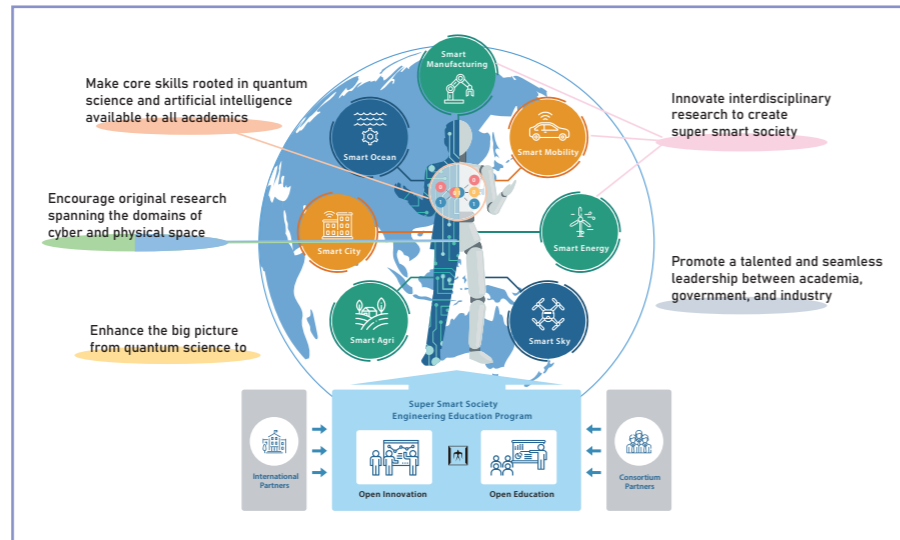 Smart
Manufacturing
Make core skills rooted in quantum
science and artificial intelligence
available to all academics
Innovate interdisciplinary
research to create
super smart society
Smart Ocean
Smart Mobility
0
0
1
1
Encourage original research
spanning the domains of
cyber and physical space
Smart City
Smart Energy
Promote a talented and seamless
leadership between academia,
government, and industry
Enhance the big picture
from quantum science to
Smart Agri
Smart Sky
Super Smart Society
Engineering Education Program
International
Partners
Consortium
Partners
Open Innovation
Open Education